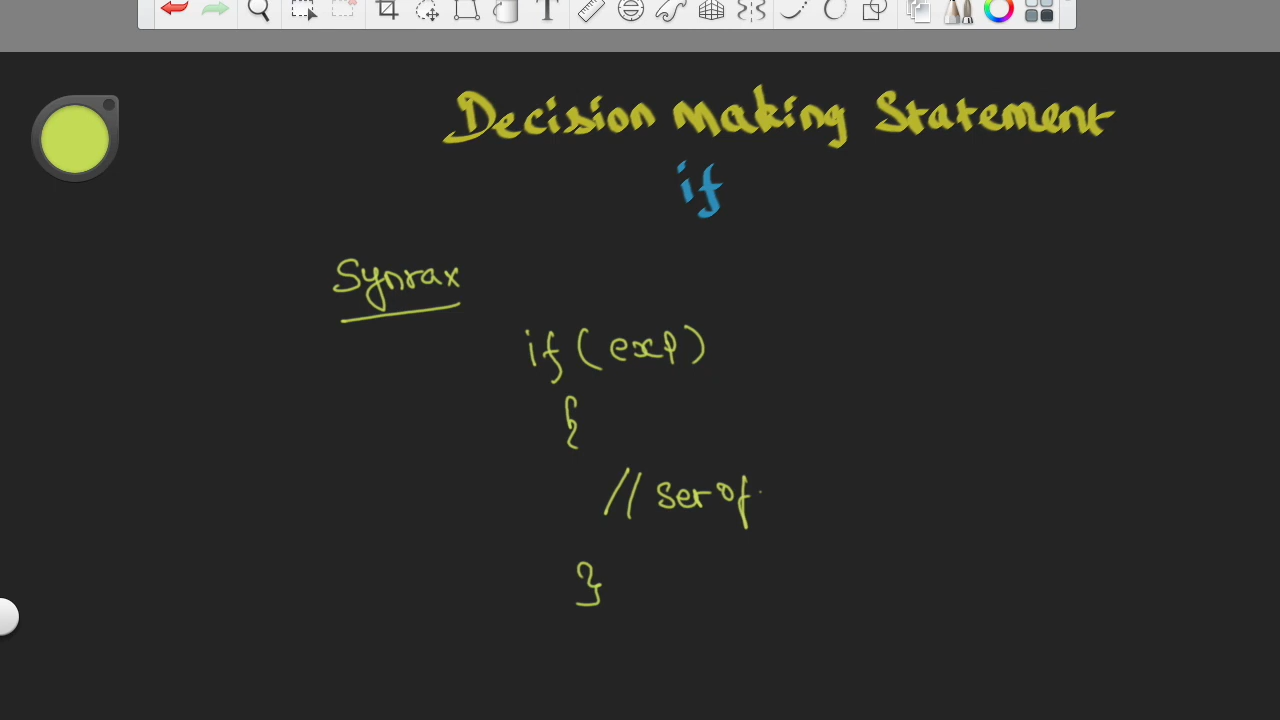 Decision Making Statement
if
Syntax
if (exp)
{
// set of
}